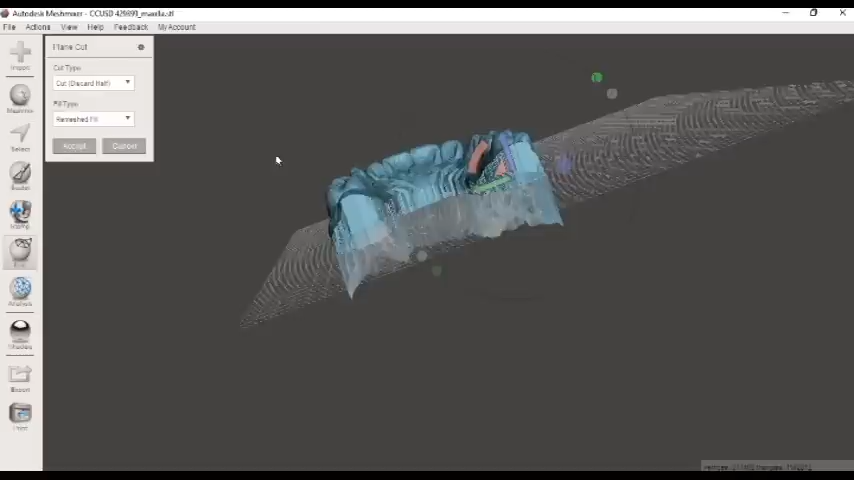 Autodesk Meshmixer - CCUSD 429893_maxilla.stl
File Actions View Help Feedback My Account
Plane Cut
Cut Type
Cut (Discard Half)
Fill Type
Remeshed Fill
Accept Cancel
Import
Meshmix
Select
Sculpt
Stamp
Edit
Analysis
Shaders
Export
Print